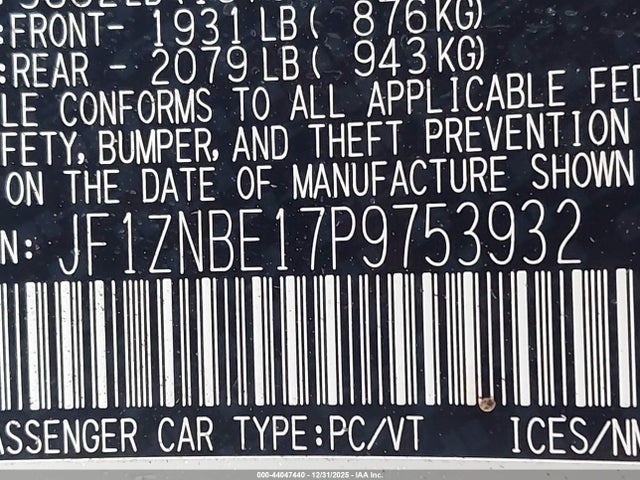 :FRONT- 1931 LB( 876KG)
:REAR - 2079 LB( 943KG)
LE CONFORMS TO ALL APPLICABLE FED
FETY, BUMPER, AND THEFT PREVENTION
ON THE DATE OF MANUFACTURE SHOWN
N: JF1ZNBE17P9753932
ASSENGER CAR TYPE:PC/VT ICES/NM
000-44047440 - 12/31/2025 - IAA Inc.